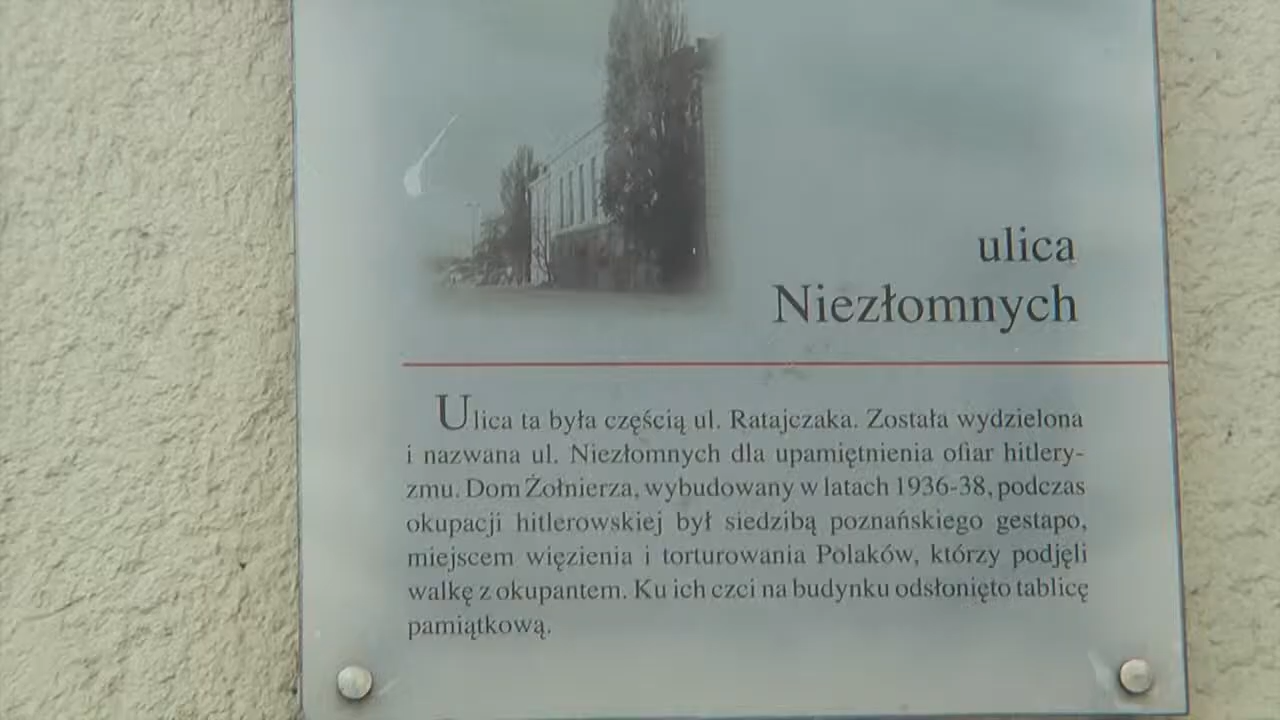 ulica
Niezłomnych
Ulica ta była częścią ul. Ratajczaka. Została wydzielona
i nazwana ul. Niezłomnych dla upamiętnienia ofiar hitlery-
zmu. Dom Żołnierza, wybudowany w latach 1936-38, podczas
okupacji hitlerowskiej był siedzibą poznańskiego gestapo,
miejscem więzienia i torturowania Polaków, którzy podjęli
walkę z okupantem. Ku ich czci na budynku odsłonięto tablicę
pamiątkową.